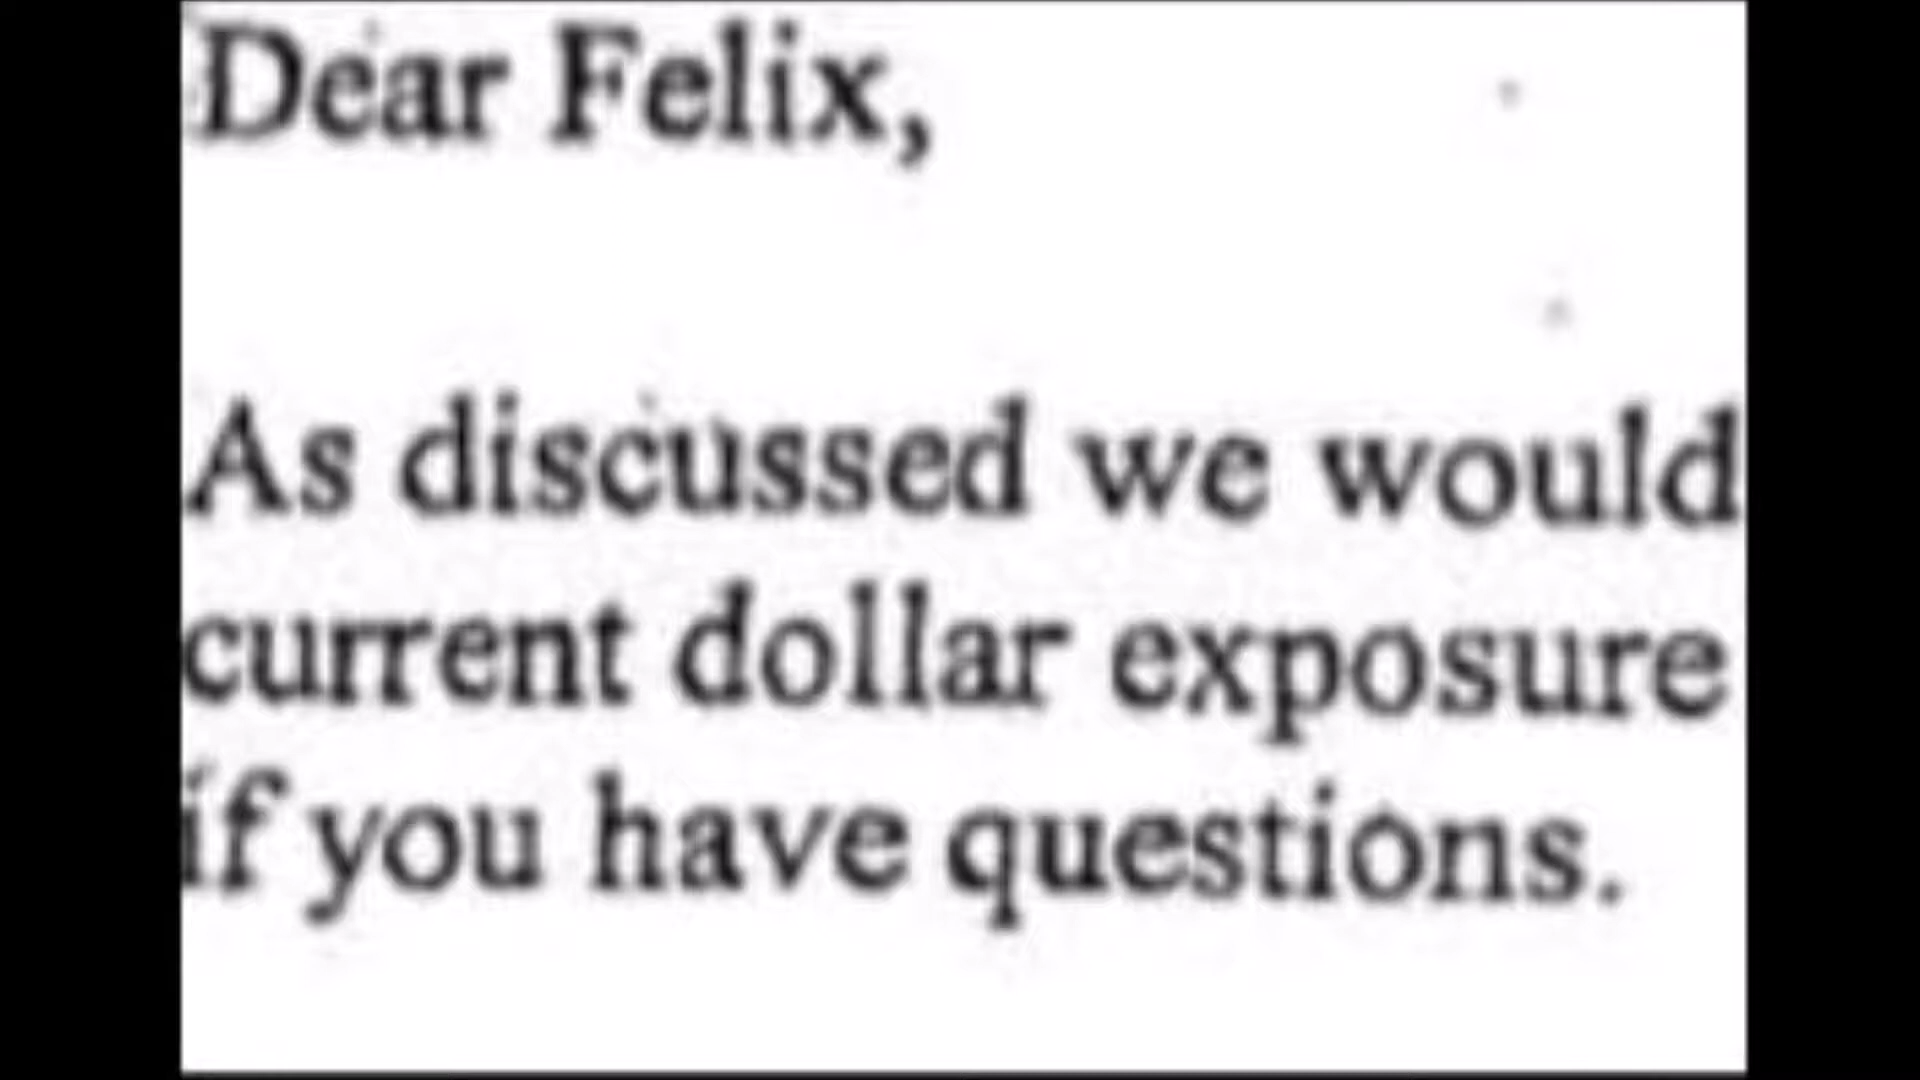 Dear Felix,
As discussed we would
current dollar exposure
if you have questions.